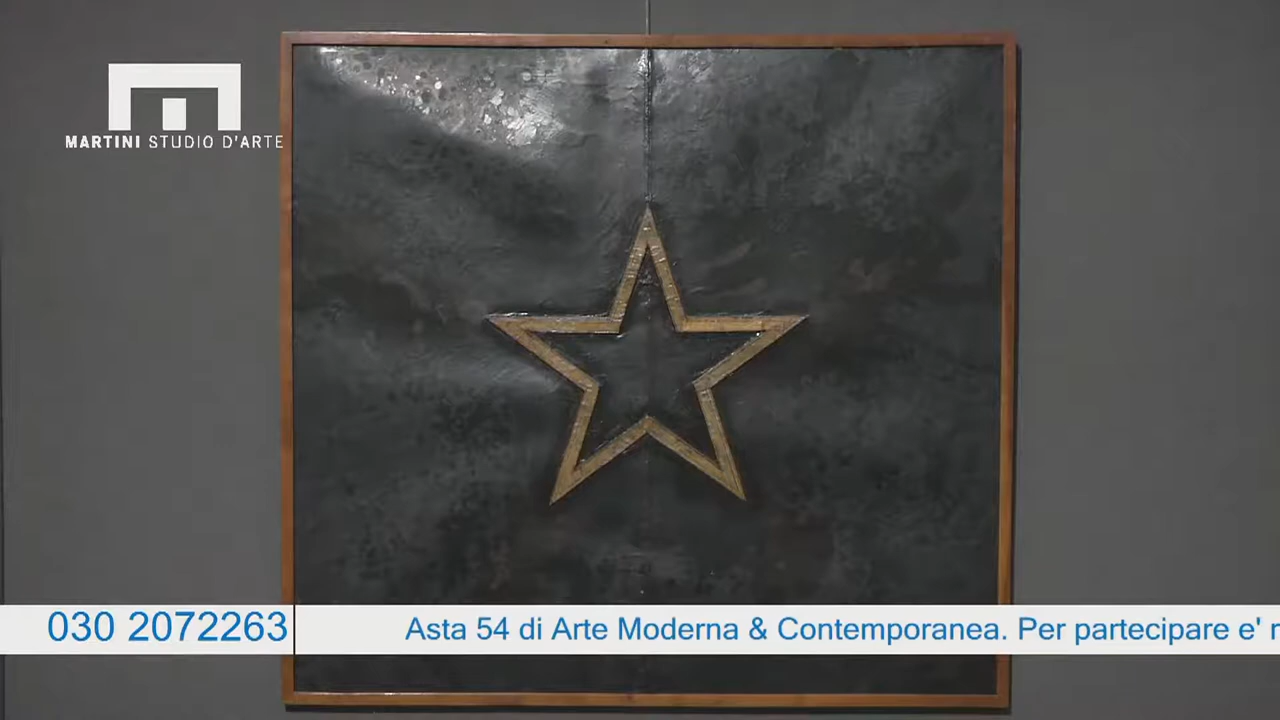 MARTINI STUDIO D'ARTE
030 2072263
Asta 54 di Arte Moderna & Contemporanea. Per partecipare e'